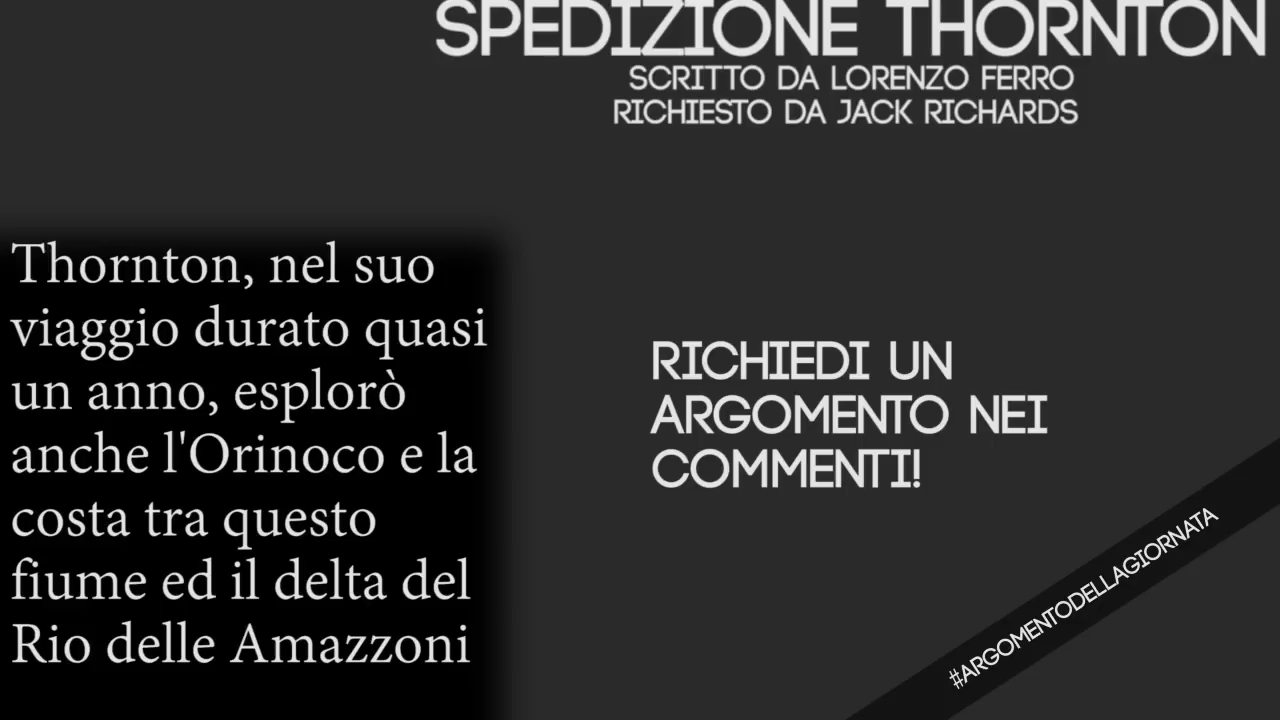 SPEDIZIONE THORNTON
SCRITTO DA LORENZO FERRO
RICHIESTO DA JACK RICHARDS
Thornton, nel suo
viaggio durato quasi
un anno, esplorò
anche l'Orinoco e la
costa tra questo
fiume ed il delta del
Rio delle Amazzoni
RICHIEDI UN
ARGOMENTO NEI
COMMENTI!
#ARGOMENTODELLAGIORNATA